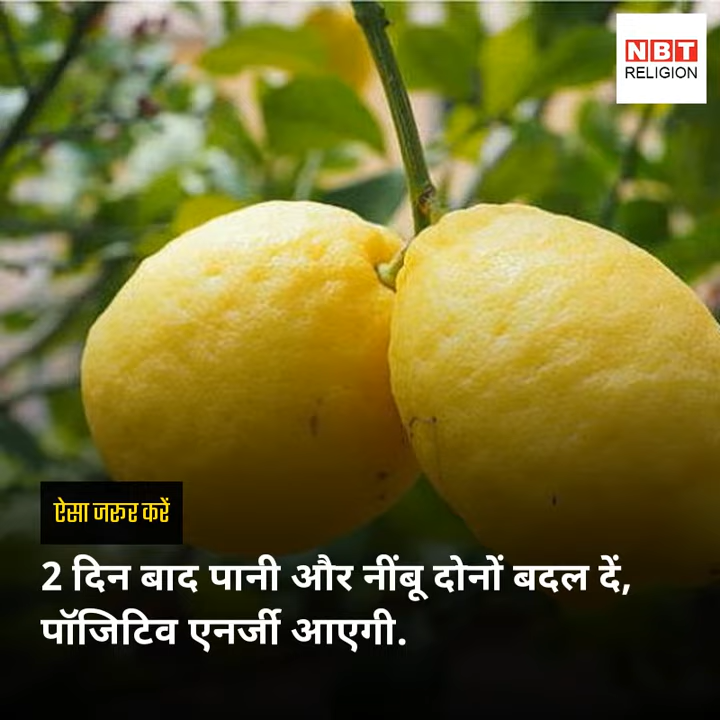 NBT
RELIGION
ऐसा जरूर करें
2 दिन बाद पानी और नींबू दोनों बदल दें,
पॉजिटिव एनर्जी आएगी.